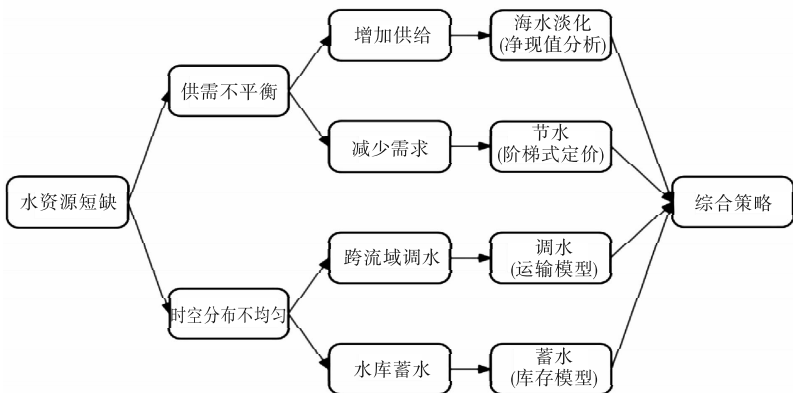 水资源短缺
供需不平衡
时空分布不均匀
增加供给
减少需求
跨流域调水
水库蓄水
海水淡化
(净现值分析)
节水
(阶梯式定价)
调水
(运输模型)
蓄水
(库存模型)
综合策略